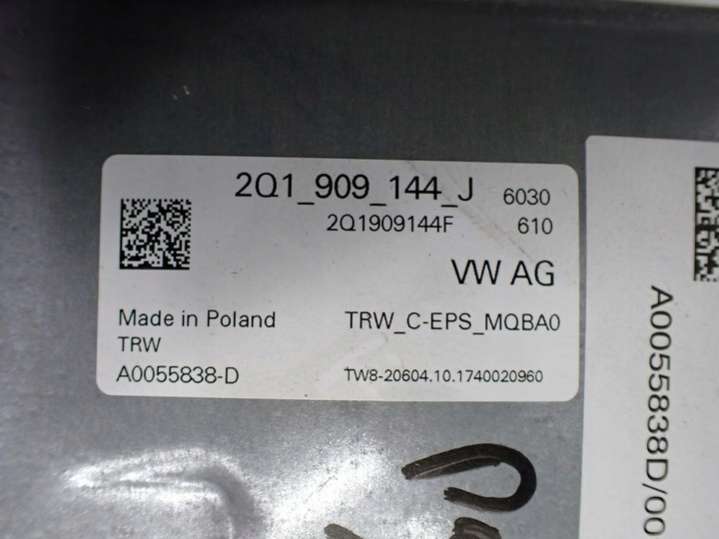 2Q1_909_144_J 6030
2Q1909144F 610
VW AG
Made in Poland TRW_C-EPS_MQBA0
TRW
A0055838-D TW8-20604.10.1740020960
A0055838D/00